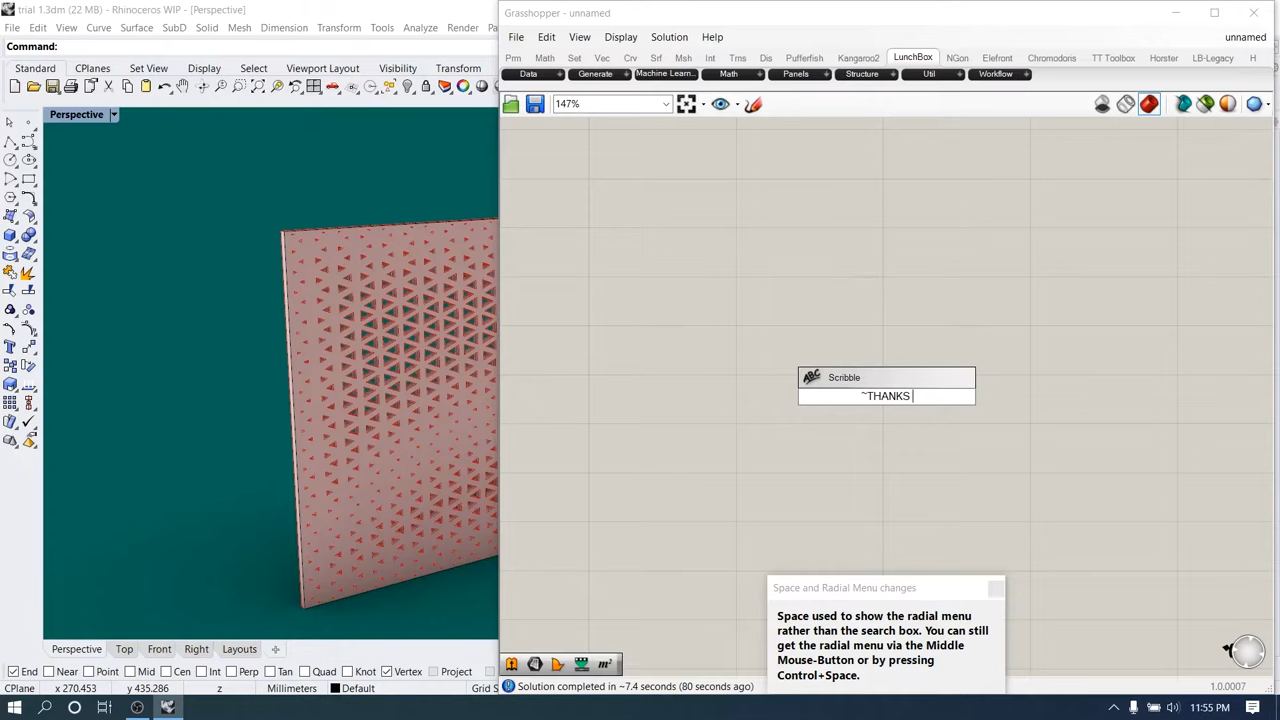 trial 1.3dm (22 MB) - Rhinoceros WIP - [Perspective]
File Edit View Curve Surface SubD Solid Mesh Dimension Transform Tools Analyze Render
Command:
Standard CPlanes Set View Display Select Viewport Layout Visibility Transform
Perspective
Perspective Top Front Right Layouts
End Near Point Mid Cen Int Perp Tan Quad Knot Vertex Project
CPlane x 270.453 y 435.286 z Millimeters Default Grid S
Grasshopper - unnamed
File Edit View Display Solution Help unnamed
Prm Math Set Vec Crv Srf Msh Int Trns Dis Pufferfish Kangaroo2 LunchBox NGon Elefront Chromodoris TT Toolbox Horster LB-Legacy H
Data Generate Machine Learn... Math Panels Structure Util Workflow
147%
ABC Scribble
~THANKS
Space and Radial Menu changes
Space used to show the radial menu
rather than the search box. You can still
get the radial menu via the Middle
Mouse-Button or by pressing
Control+Space.
m²
Solution completed in ~7.4 seconds (80 seconds ago) 1.0.0007
11:55 PM